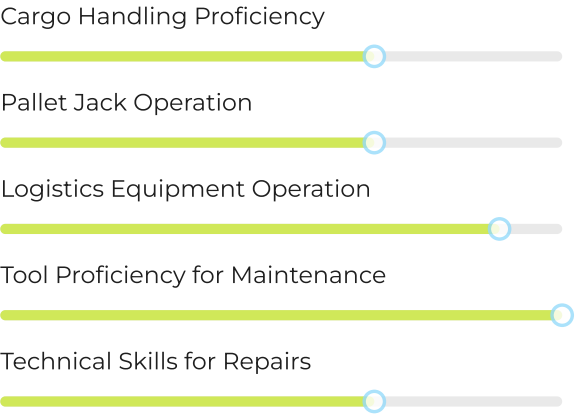 Cargo Handling Proficiency
Pallet Jack Operation
Logistics Equipment Operation
Tool Proficiency for Maintenance
Technical Skills for Repairs